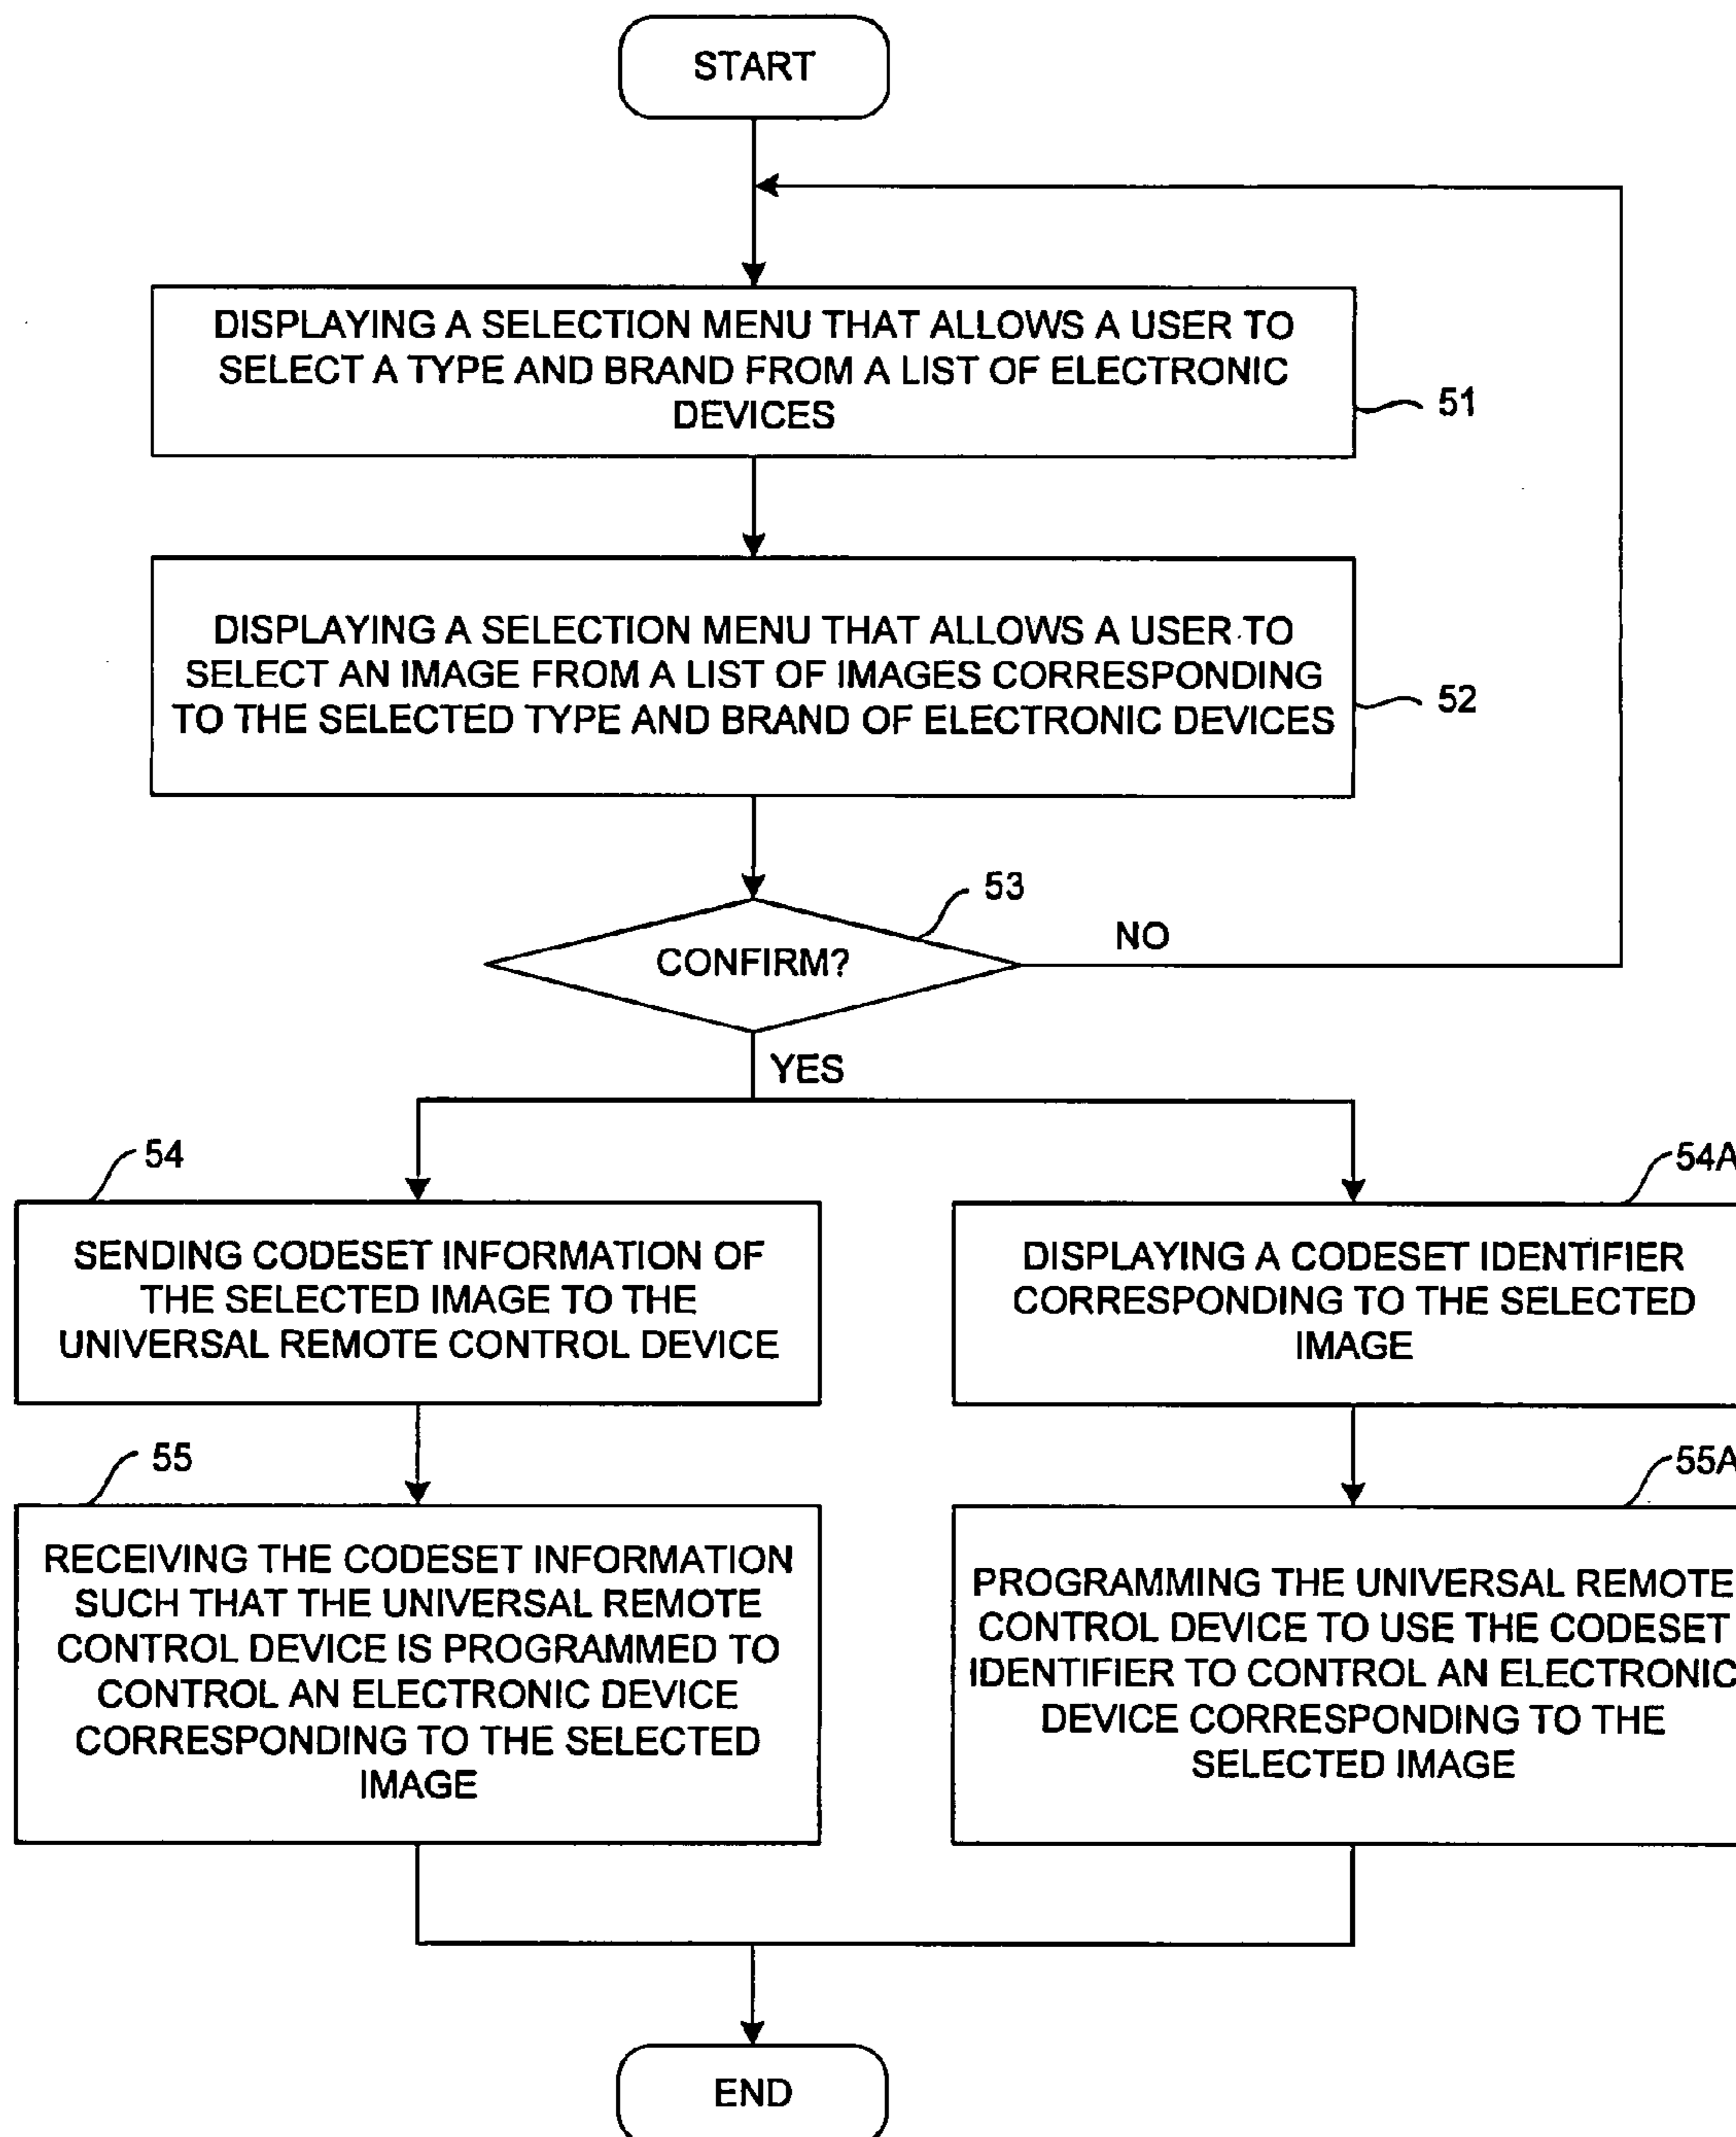 START
DISPLAYING A SELECTION MENU THAT ALLOWS A USER TO
SELECT A TYPE AND BRAND FROM A LIST OF ELECTRONIC
DEVICES
51
DISPLAYING A SELECTION MENU THAT ALLOWS A USER TO
SELECT AN IMAGE FROM A LIST OF IMAGES CORRESPONDING
TO THE SELECTED TYPE AND BRAND OF ELECTRONIC DEVICES
52
53
CONFIRM?
NO
YES
54
SENDING CODESET INFORMATION OF
THE SELECTED IMAGE TO THE
UNIVERSAL REMOTE CONTROL DEVICE
54A
DISPLAYING A CODESET IDENTIFIER
CORRESPONDING TO THE SELECTED
IMAGE
55
RECEIVING THE CODESET INFORMATION
SUCH THAT THE UNIVERSAL REMOTE
CONTROL DEVICE IS PROGRAMMED TO
CONTROL AN ELECTRONIC DEVICE
CORRESPONDING TO THE SELECTED
IMAGE
55A
PROGRAMMING THE UNIVERSAL REMOTE
CONTROL DEVICE TO USE THE CODESET
IDENTIFIER TO CONTROL AN ELECTRONIC
DEVICE CORRESPONDING TO THE
SELECTED IMAGE
END